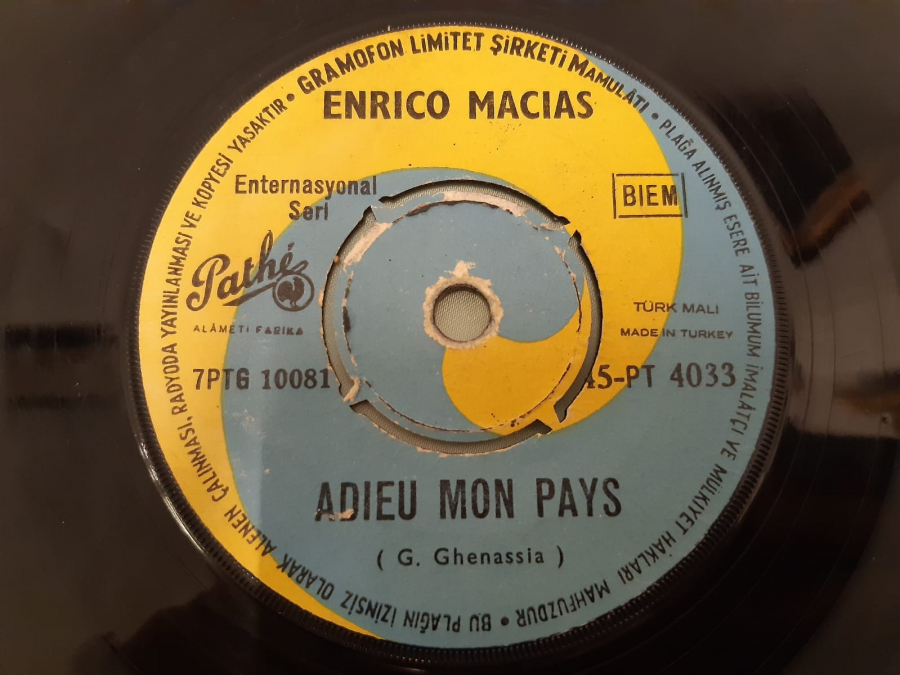 GRAMOFON LİMİTET ŞİRKETİ MAMULÂTI • PLAĞA ALINMIŞ ESERE AİT BİLUMUM İMALÂTÇI VE MÜLKİYET HAKLARI MAHFUZDUR • BU PLAĞIN İZİNSİZ OLARAK ALENEN ÇALINMASI, RADYODA YAYINLANMASI VE KOPYESİ YASAKTIR •
ENRICO MACIAS
Enternasyonal
Seri
BIEM
Pathé
ALÂMETİ FARİKA
TÜRK MALI
MADE IN TURKEY
7PTG 10081
45-PT 4033
ADIEU MON PAYS
( G. Ghenassia )